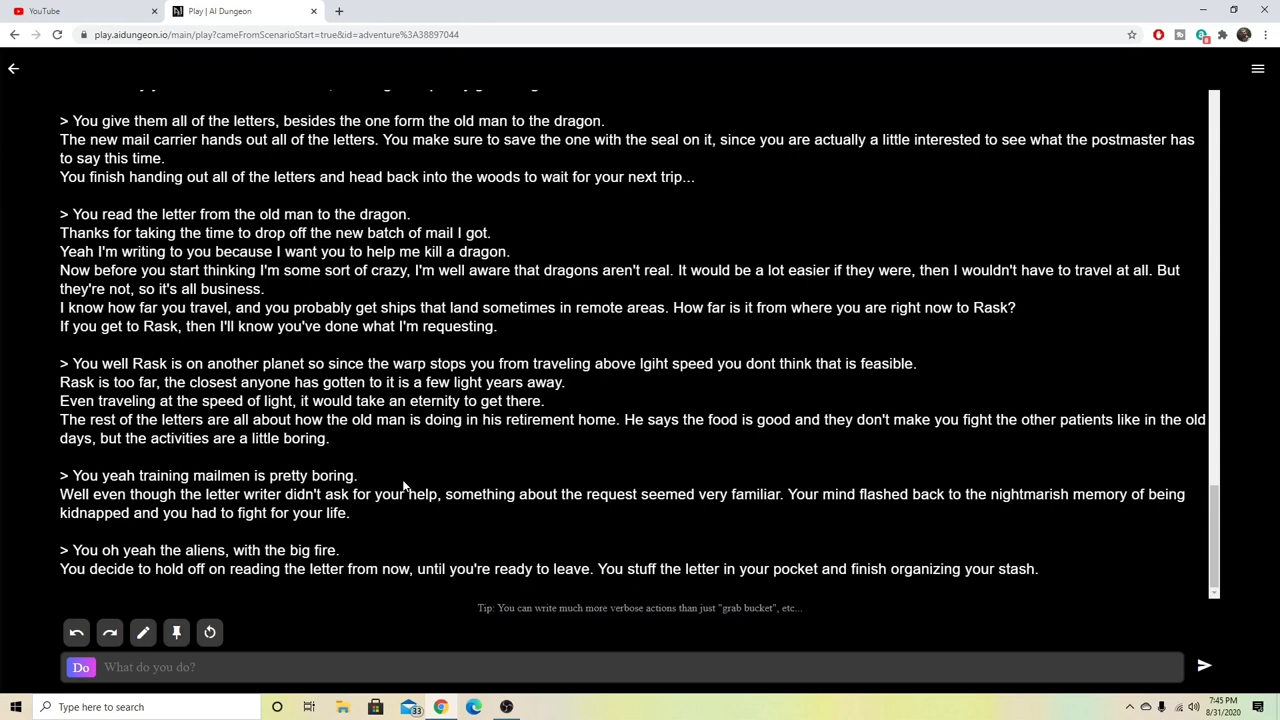 YouTube
Play | AI Dungeon
play.aidungeon.io/main/play?cameFromScenarioStart=true&id=adventure%3A38897044
> You give them all of the letters, besides the one form the old man to the dragon.
The new mail carrier hands out all of the letters. You make sure to save the one with the seal on it, since you are actually a little interested to see what the postmaster has
to say this time.
You finish handing out all of the letters and head back into the woods to wait for your next trip...
> You read the letter from the old man to the dragon.
Thanks for taking the time to drop off the new batch of mail I got.
Yeah I'm writing to you because I want you to help me kill a dragon.
Now before you start thinking I'm some sort of crazy, I'm well aware that dragons aren't real. It would be a lot easier if they were, then I wouldn't have to travel at all. But
they're not, so it's all business.
I know how far you travel, and you probably get ships that land sometimes in remote areas. How far is it from where you are right now to Rask?
If you get to Rask, then I'll know you've done what I'm requesting.
> You well Rask is on another planet so since the warp stops you from traveling above lgiht speed you dont think that is feasible.
Rask is too far, the closest anyone has gotten to it is a few light years away.
Even traveling at the speed of light, it would take an eternity to get there.
The rest of the letters are all about how the old man is doing in his retirement home. He says the food is good and they don't make you fight the other patients like in the old
days, but the activities are a little boring.
> You yeah training mailmen is pretty boring.
Well even though the letter writer didn't ask for your help, something about the request seemed very familiar. Your mind flashed back to the nightmarish memory of being
kidnapped and you had to fight for your life.
> You oh yeah the aliens, with the big fire.
You decide to hold off on reading the letter from now, until you're ready to leave. You stuff the letter in your pocket and finish organizing your stash.
Tip: You can write much more verbose actions than just "grab bucket", etc...
Do What do you do?
Type here to search
33
7:45 PM
8/31/2020